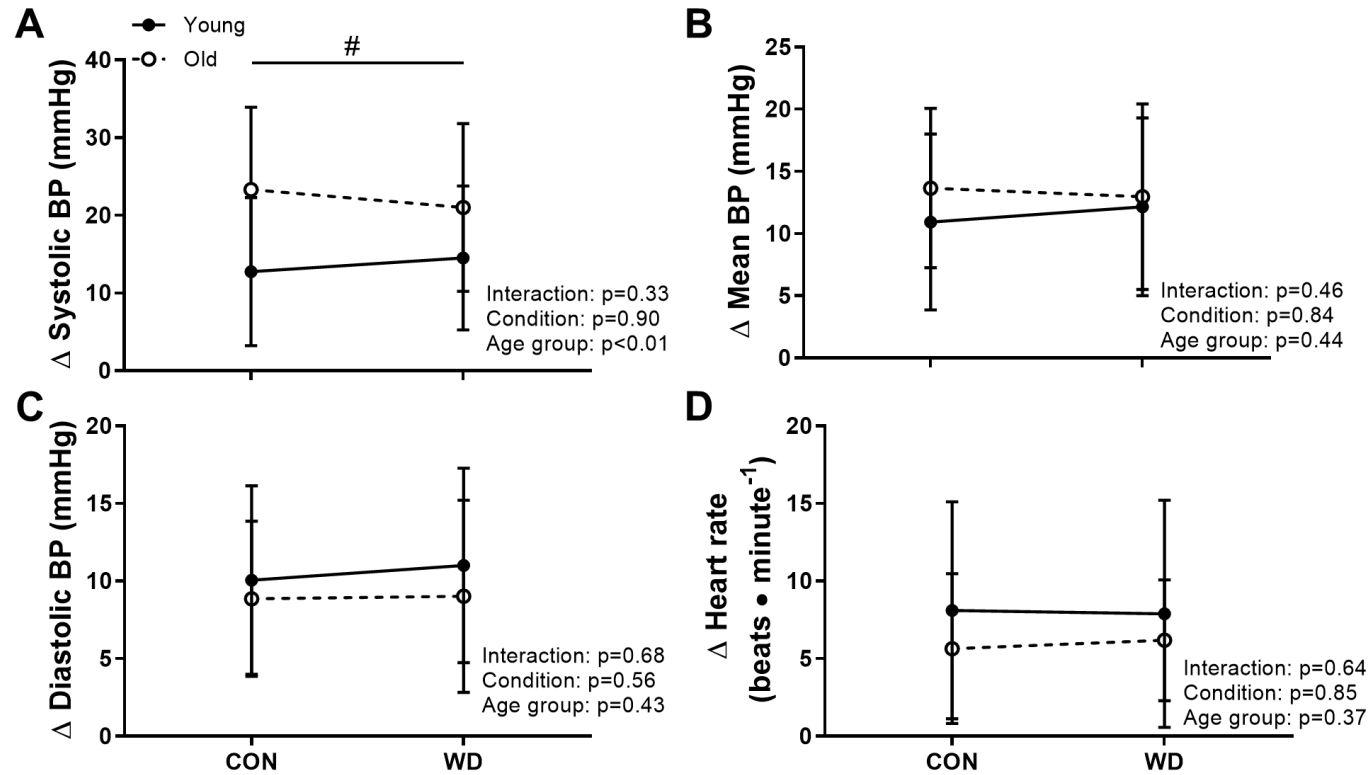 A
Young
Old
#
Δ Systolic BP (mmHg)
40
30
20
10
0
Interaction: p=0.33
Condition: p=0.90
Age group: p<0.01
B
Δ Mean BP (mmHg)
25
20
15
10
5
0
Interaction: p=0.46
Condition: p=0.84
Age group: p=0.44
C
Δ Diastolic BP (mmHg)
20
15
10
5
0
Interaction: p=0.68
Condition: p=0.56
Age group: p=0.43
CON WD
D
Δ Heart rate
(beats • minute⁻¹)
20
15
10
5
0
Interaction: p=0.64
Condition: p=0.85
Age group: p=0.37
CON WD